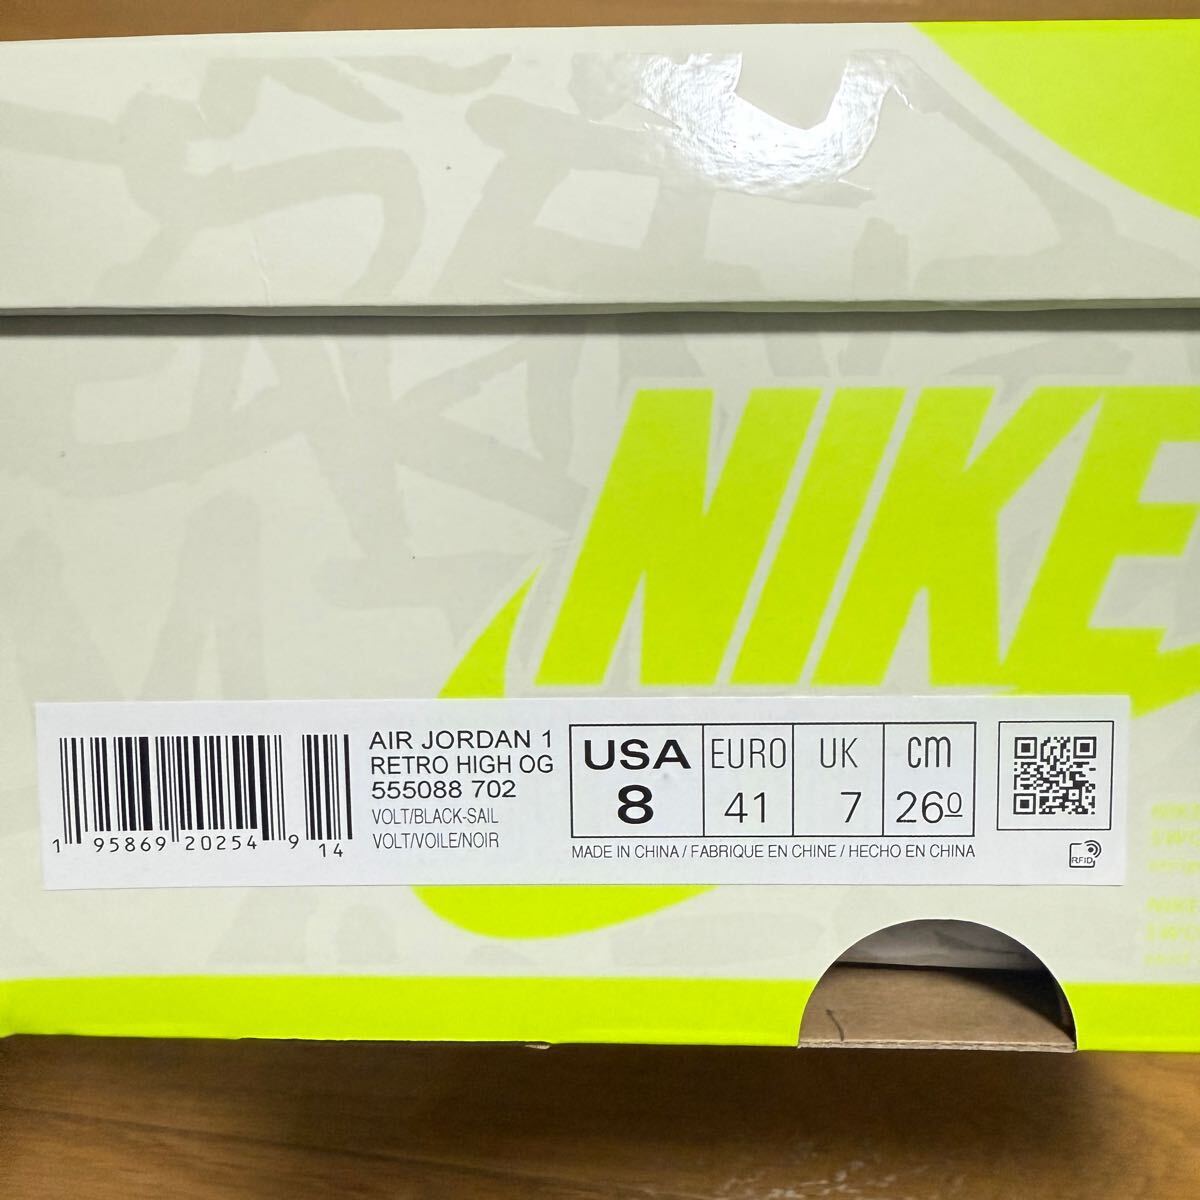 NIKE
AIR JORDAN 1
RETRO HIGH OG
555088 702
VOLT/BLACK-SAIL
VOLT/VOILE/NOIR
1 95869 20254 9 14
USA EURO UK cm
8 41 7 26 0
MADE IN CHINA / FABRIQUE EN CHINE / HECHO EN CHINA
RFID